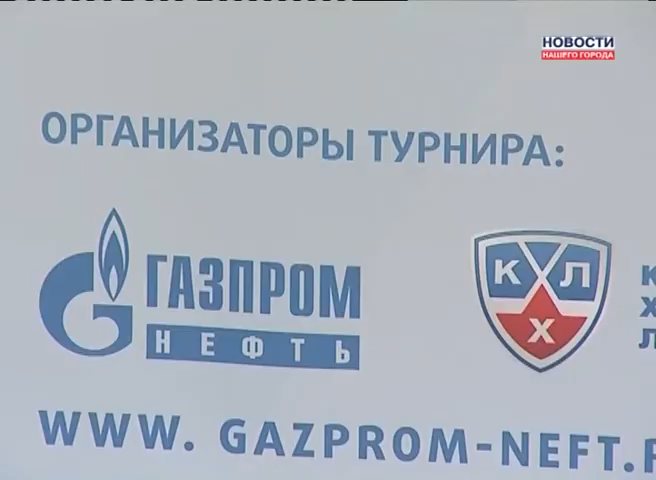 НОВОСТИ
НАШЕГО ГОРОДА
ОРГАНИЗАТОРЫ ТУРНИРА:
ГАЗПРОМ
НЕФТЬ
К Л
Х
К
Х
Л
WWW. GAZPROM-NEFT.